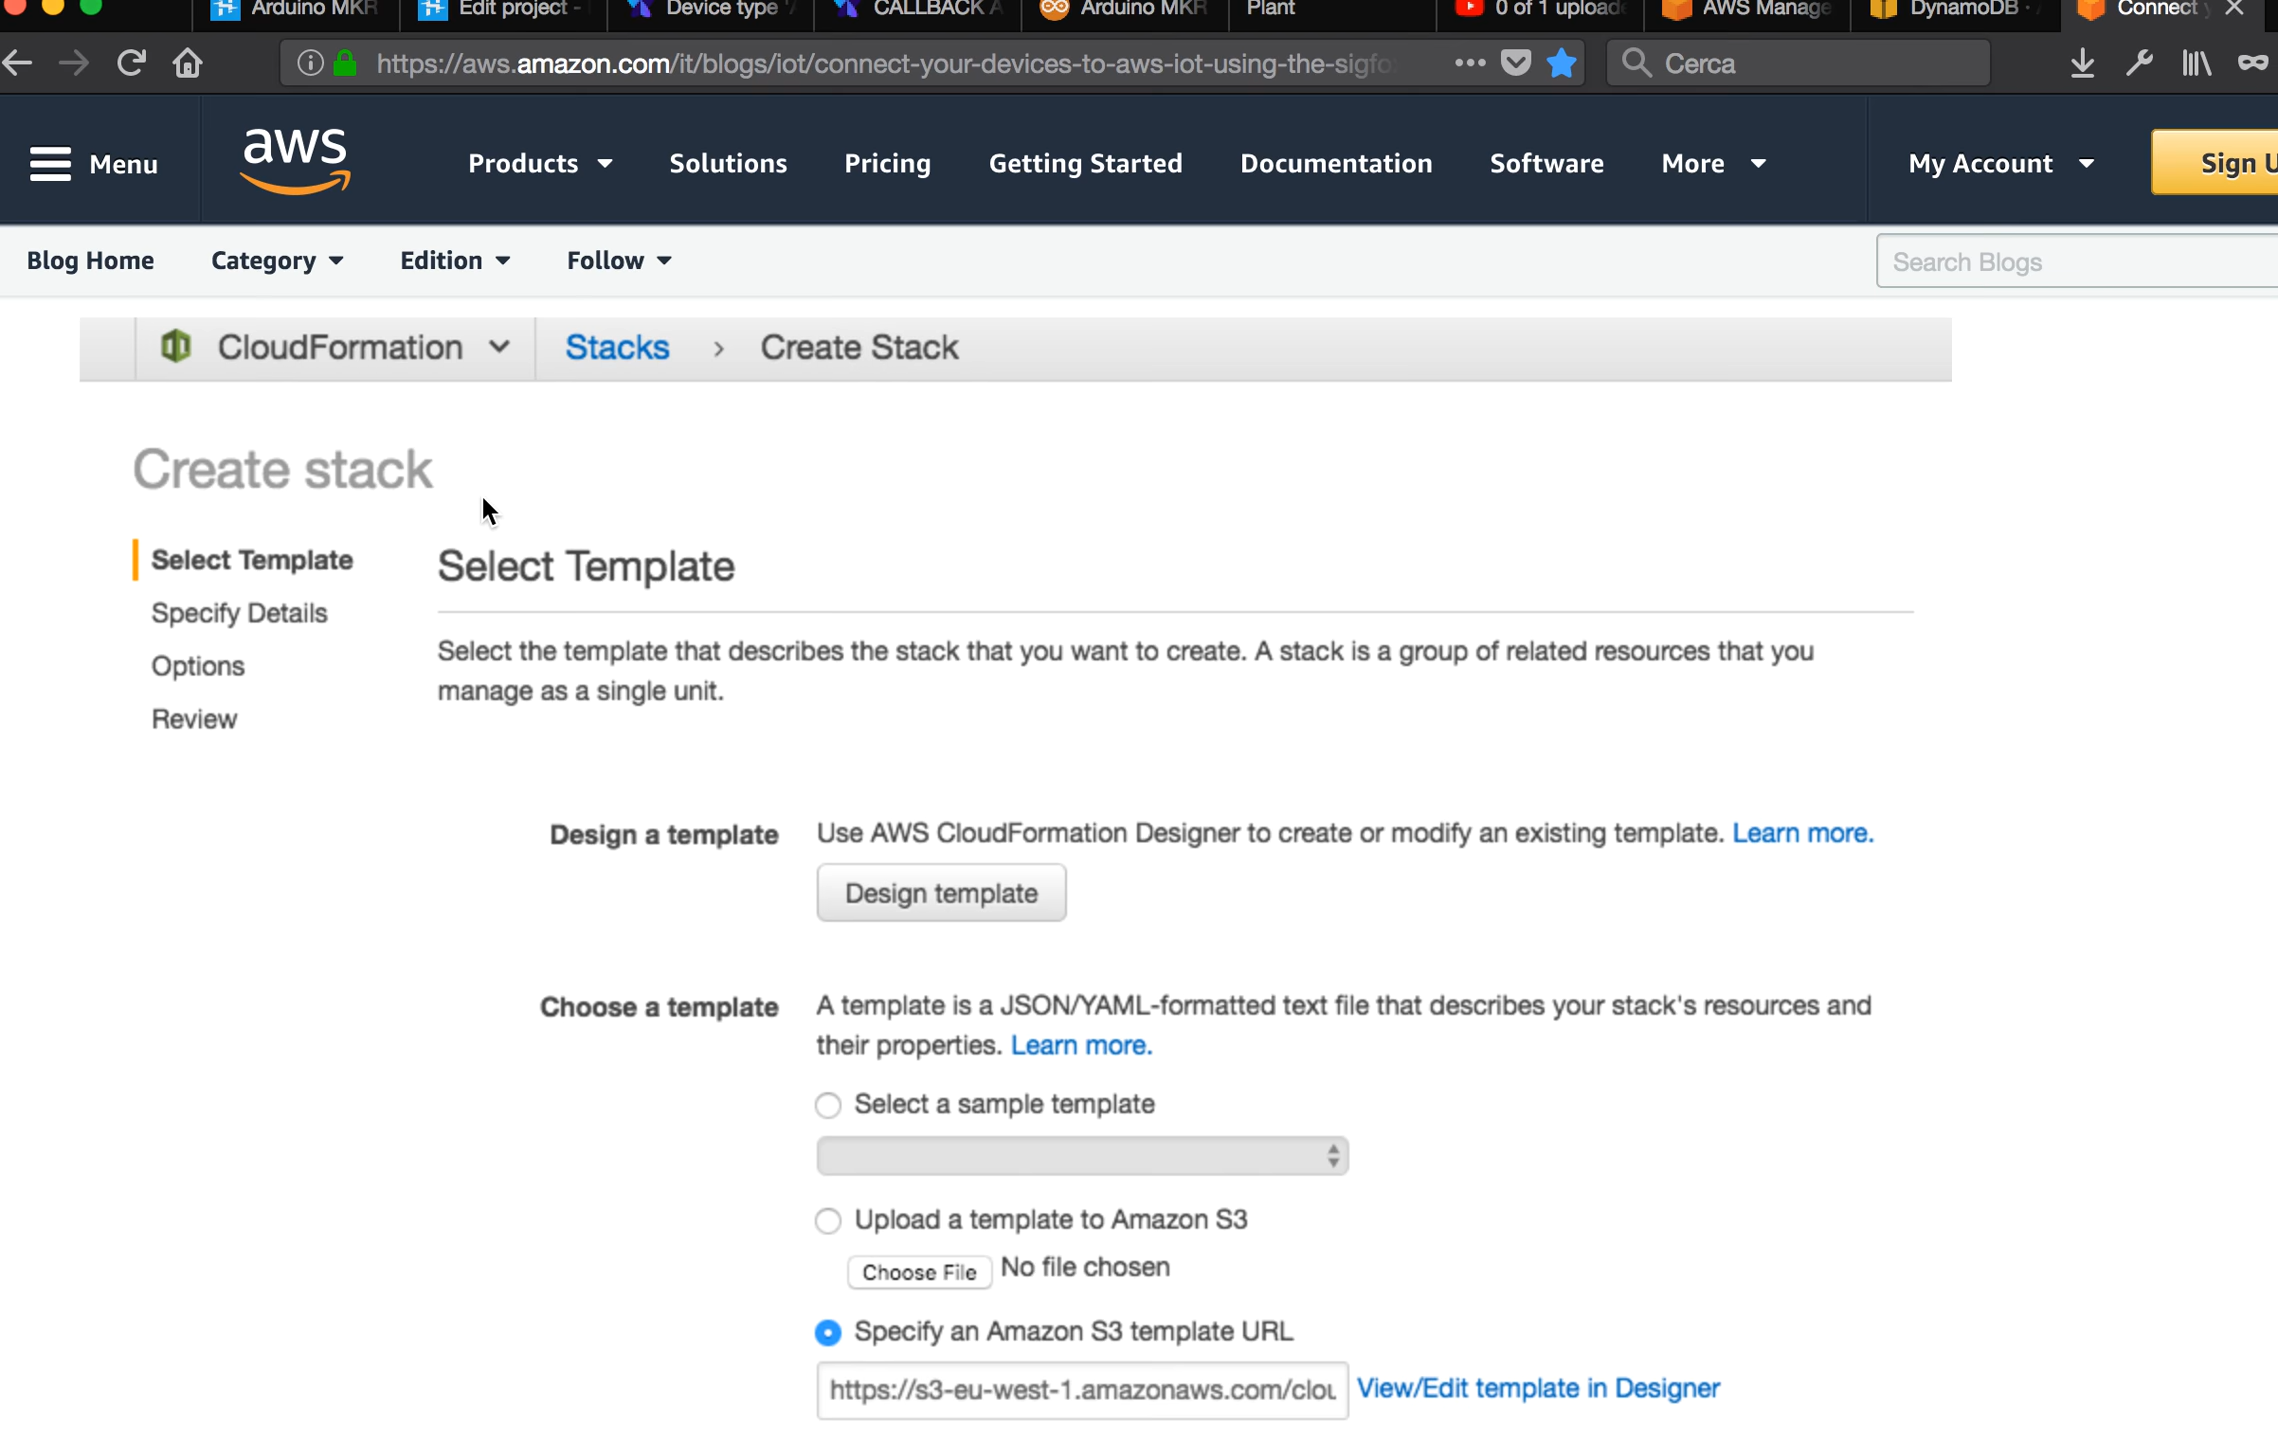 Arduino MKR
Edit project -
Device type
CALLBACK A
Arduino MKR
Plant
0 of 1 upload
AWS Manage
DynamoDB ·
Connect
https://aws.amazon.com/it/blogs/iot/connect-your-devices-to-aws-iot-using-the-sigfo
Cerca
Menu
aws
Products
Solutions
Pricing
Getting Started
Documentation
Software
More
My Account
Sign U
Blog Home
Category
Edition
Follow
Search Blogs
CloudFormation
Stacks > Create Stack
Create stack
Select Template
Specify Details
Options
Review
Select Template
Select the template that describes the stack that you want to create. A stack is a group of related resources that you
manage as a single unit.
Design a template
Use AWS CloudFormation Designer to create or modify an existing template. Learn more.
Design template
Choose a template
A template is a JSON/YAML-formatted text file that describes your stack's resources and
their properties. Learn more.
Select a sample template
Upload a template to Amazon S3
Choose File No file chosen
Specify an Amazon S3 template URL
https://s3-eu-west-1.amazonaws.com/clou View/Edit template in Designer